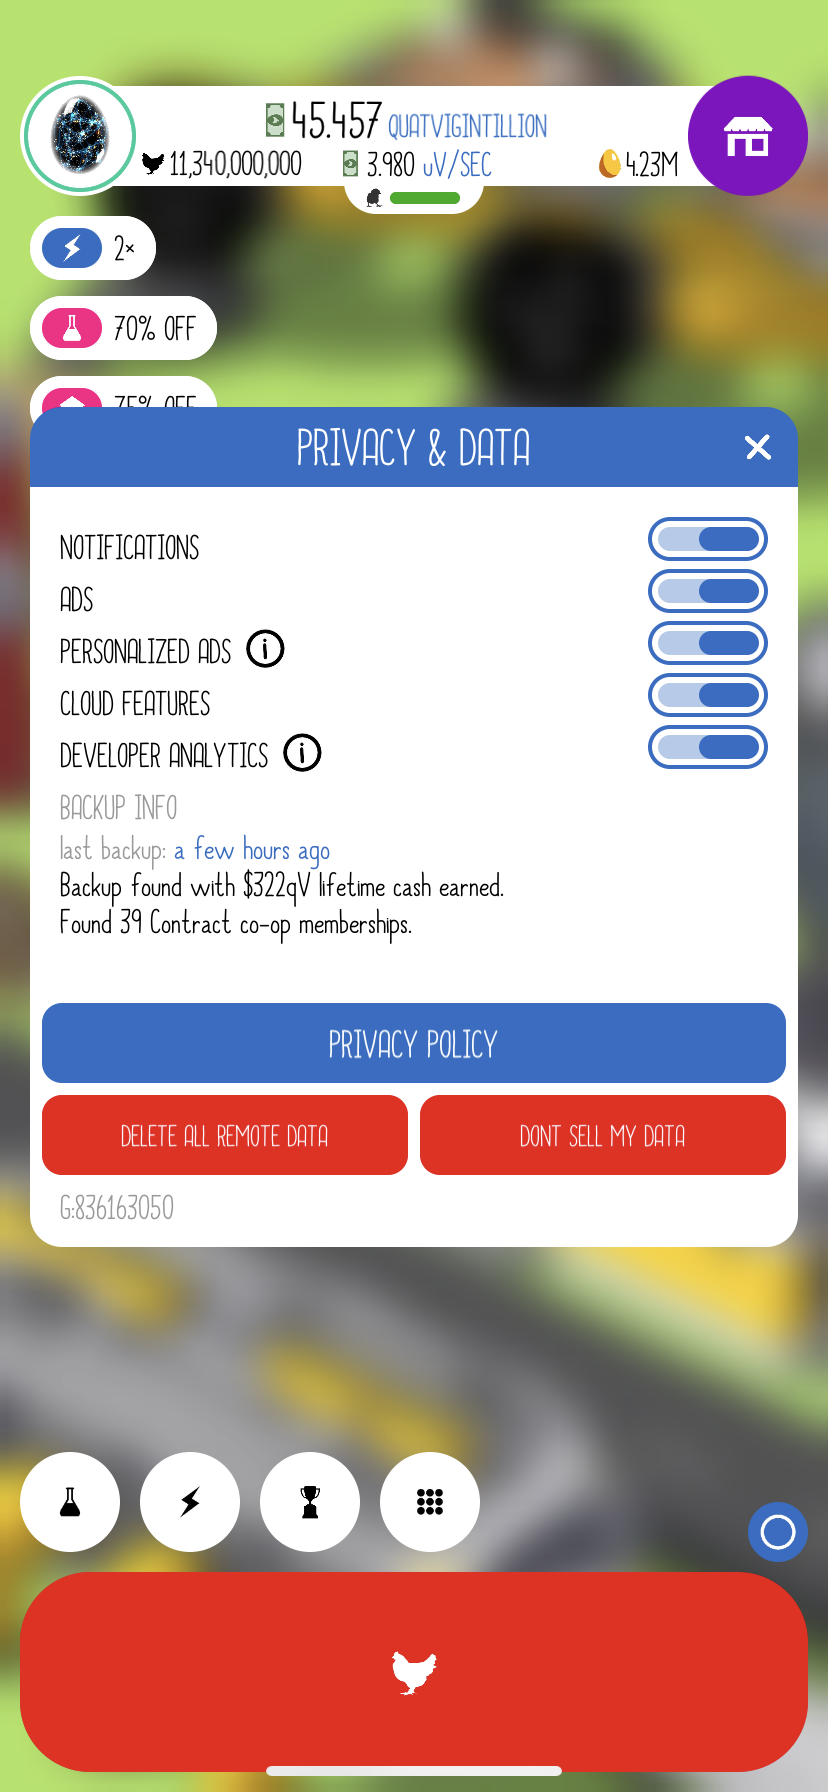 45.457 QUATVIGINTILLION
11,340,000,000 3.980 uV/SEC 4.23M
2×
70% OFF
75% OFF
PRIVACY & DATA
NOTIFICATIONS
ADS
PERSONALIZED ADS i
CLOUD FEATURES
DEVELOPER ANALYTICS i
BACKUP INFO
last backup: a few hours ago
Backup found with $322qV lifetime cash earned.
Found 39 Contract co-op memberships.
PRIVACY POLICY
DELETE ALL REMOTE DATA DONT SELL MY DATA
G:836163050